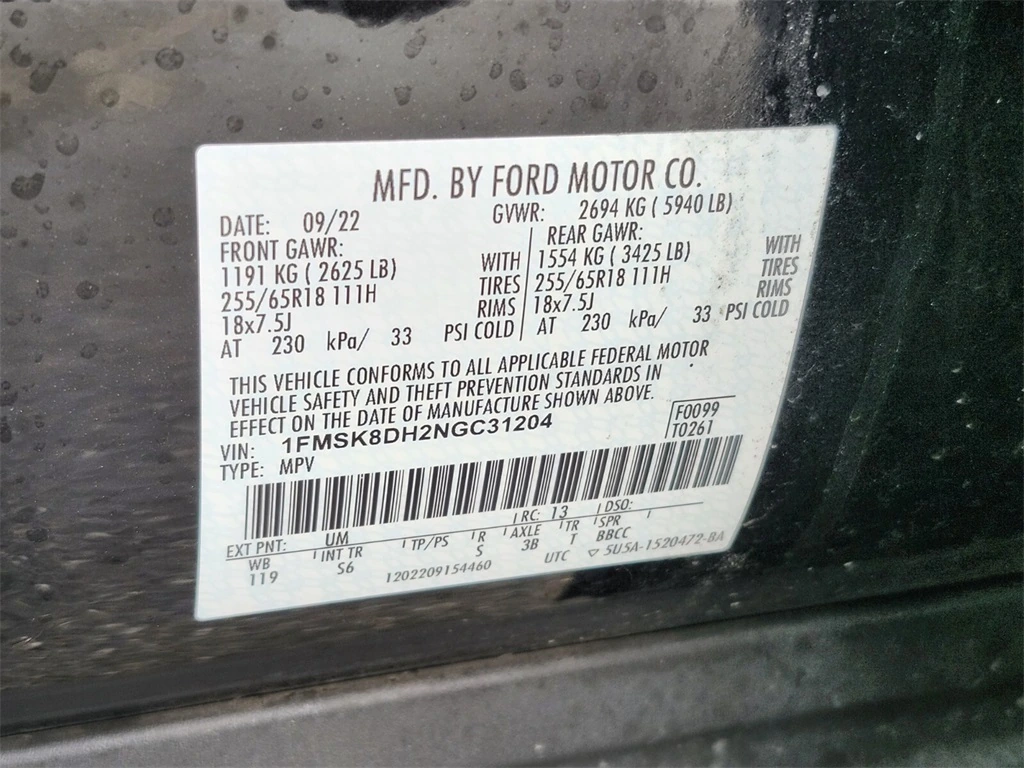 MFD. BY FORD MOTOR CO.
DATE: 09/22 GVWR: 2694 KG ( 5940 LB)
FRONT GAWR: REAR GAWR:
1191 KG ( 2625 LB) WITH 1554 KG ( 3425 LB) WITH
255/65R18 111H TIRES 255/65R18 111H TIRES
18x7.5J RIMS 18x7.5J RIMS
AT 230 kPa/ 33 PSI COLD AT 230 kPa/ 33 PSI COLD
THIS VEHICLE CONFORMS TO ALL APPLICABLE FEDERAL MOTOR
VEHICLE SAFETY AND THEFT PREVENTION STANDARDS IN
EFFECT ON THE DATE OF MANUFACTURE SHOWN ABOVE.
VIN: 1FMSK8DH2NGC31204 F0099
TYPE: MPV T0261
EXT PNT: UM RC: 13 DSO:
WB INT TR TP/PS R AXLE TR SPR
119 S6 S 3B T BBCC
1202209154460 UTC ▽ 5U5A-1520472-BA